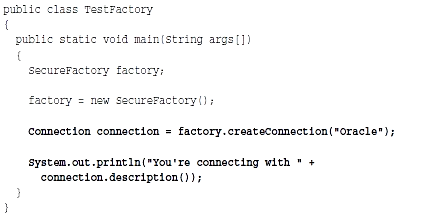 public class TestFactory
{
  public static void main(String args[])
  {
    SecureFactory factory;
    factory = new SecureFactory();
    Connection connection = factory.createConnection("Oracle");
    System.out.println("You're connecting with " +
      connection.description());
  }
}